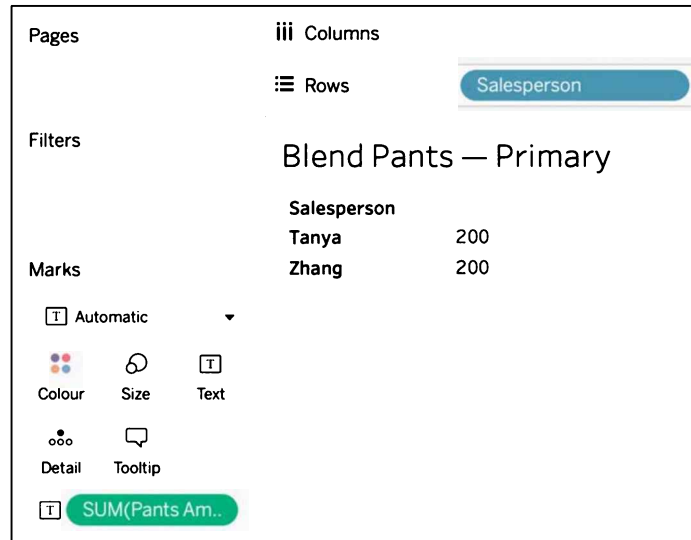 Pages
Columns
Rows
Salesperson
Filters
Blend Pants — Primary
Salesperson
Tanya 200
Zhang 200
Marks
T Automatic
T
Colour Size Text
Detail Tooltip
T SUM(Pants Am..